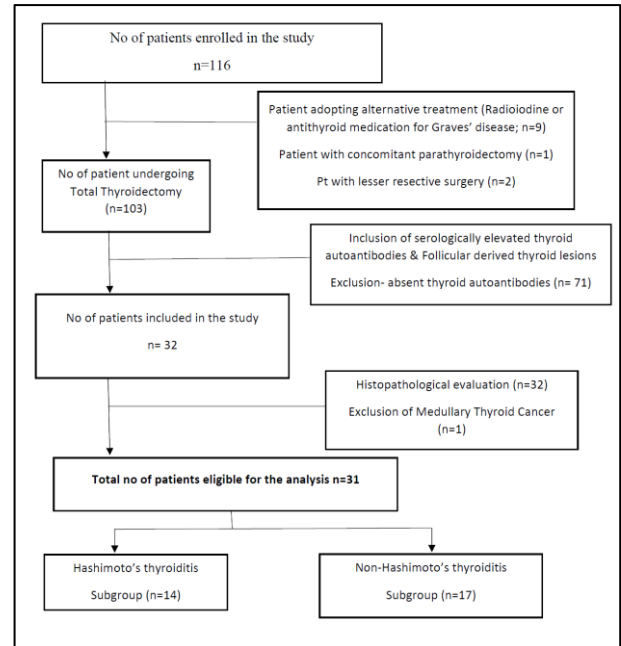 No of patients enrolled in the study
n=116
Patient adopting alternative treatment (Radioiodine or
antithyroid medication for Graves' disease; n=9)
Patient with concomitant parathyroidectomy (n=1)
Pt with lesser resective surgery (n=2)
No of patient undergoing
Total Thyroidectomy
(n=103)
Inclusion of serologically elevated thyroid
autoantibodies & Follicular derived thyroid lesions
Exclusion- absent thyroid autoantibodies (n= 71)
No of patients included in the study
n= 32
Histopathological evaluation (n=32)
Exclusion of Medullary Thyroid Cancer
(n=1)
Total no of patients eligible for the analysis n=31
Hashimoto's thyroiditis
Subgroup (n=14)
Non-Hashimoto's thyroiditis
Subgroup (n=17)